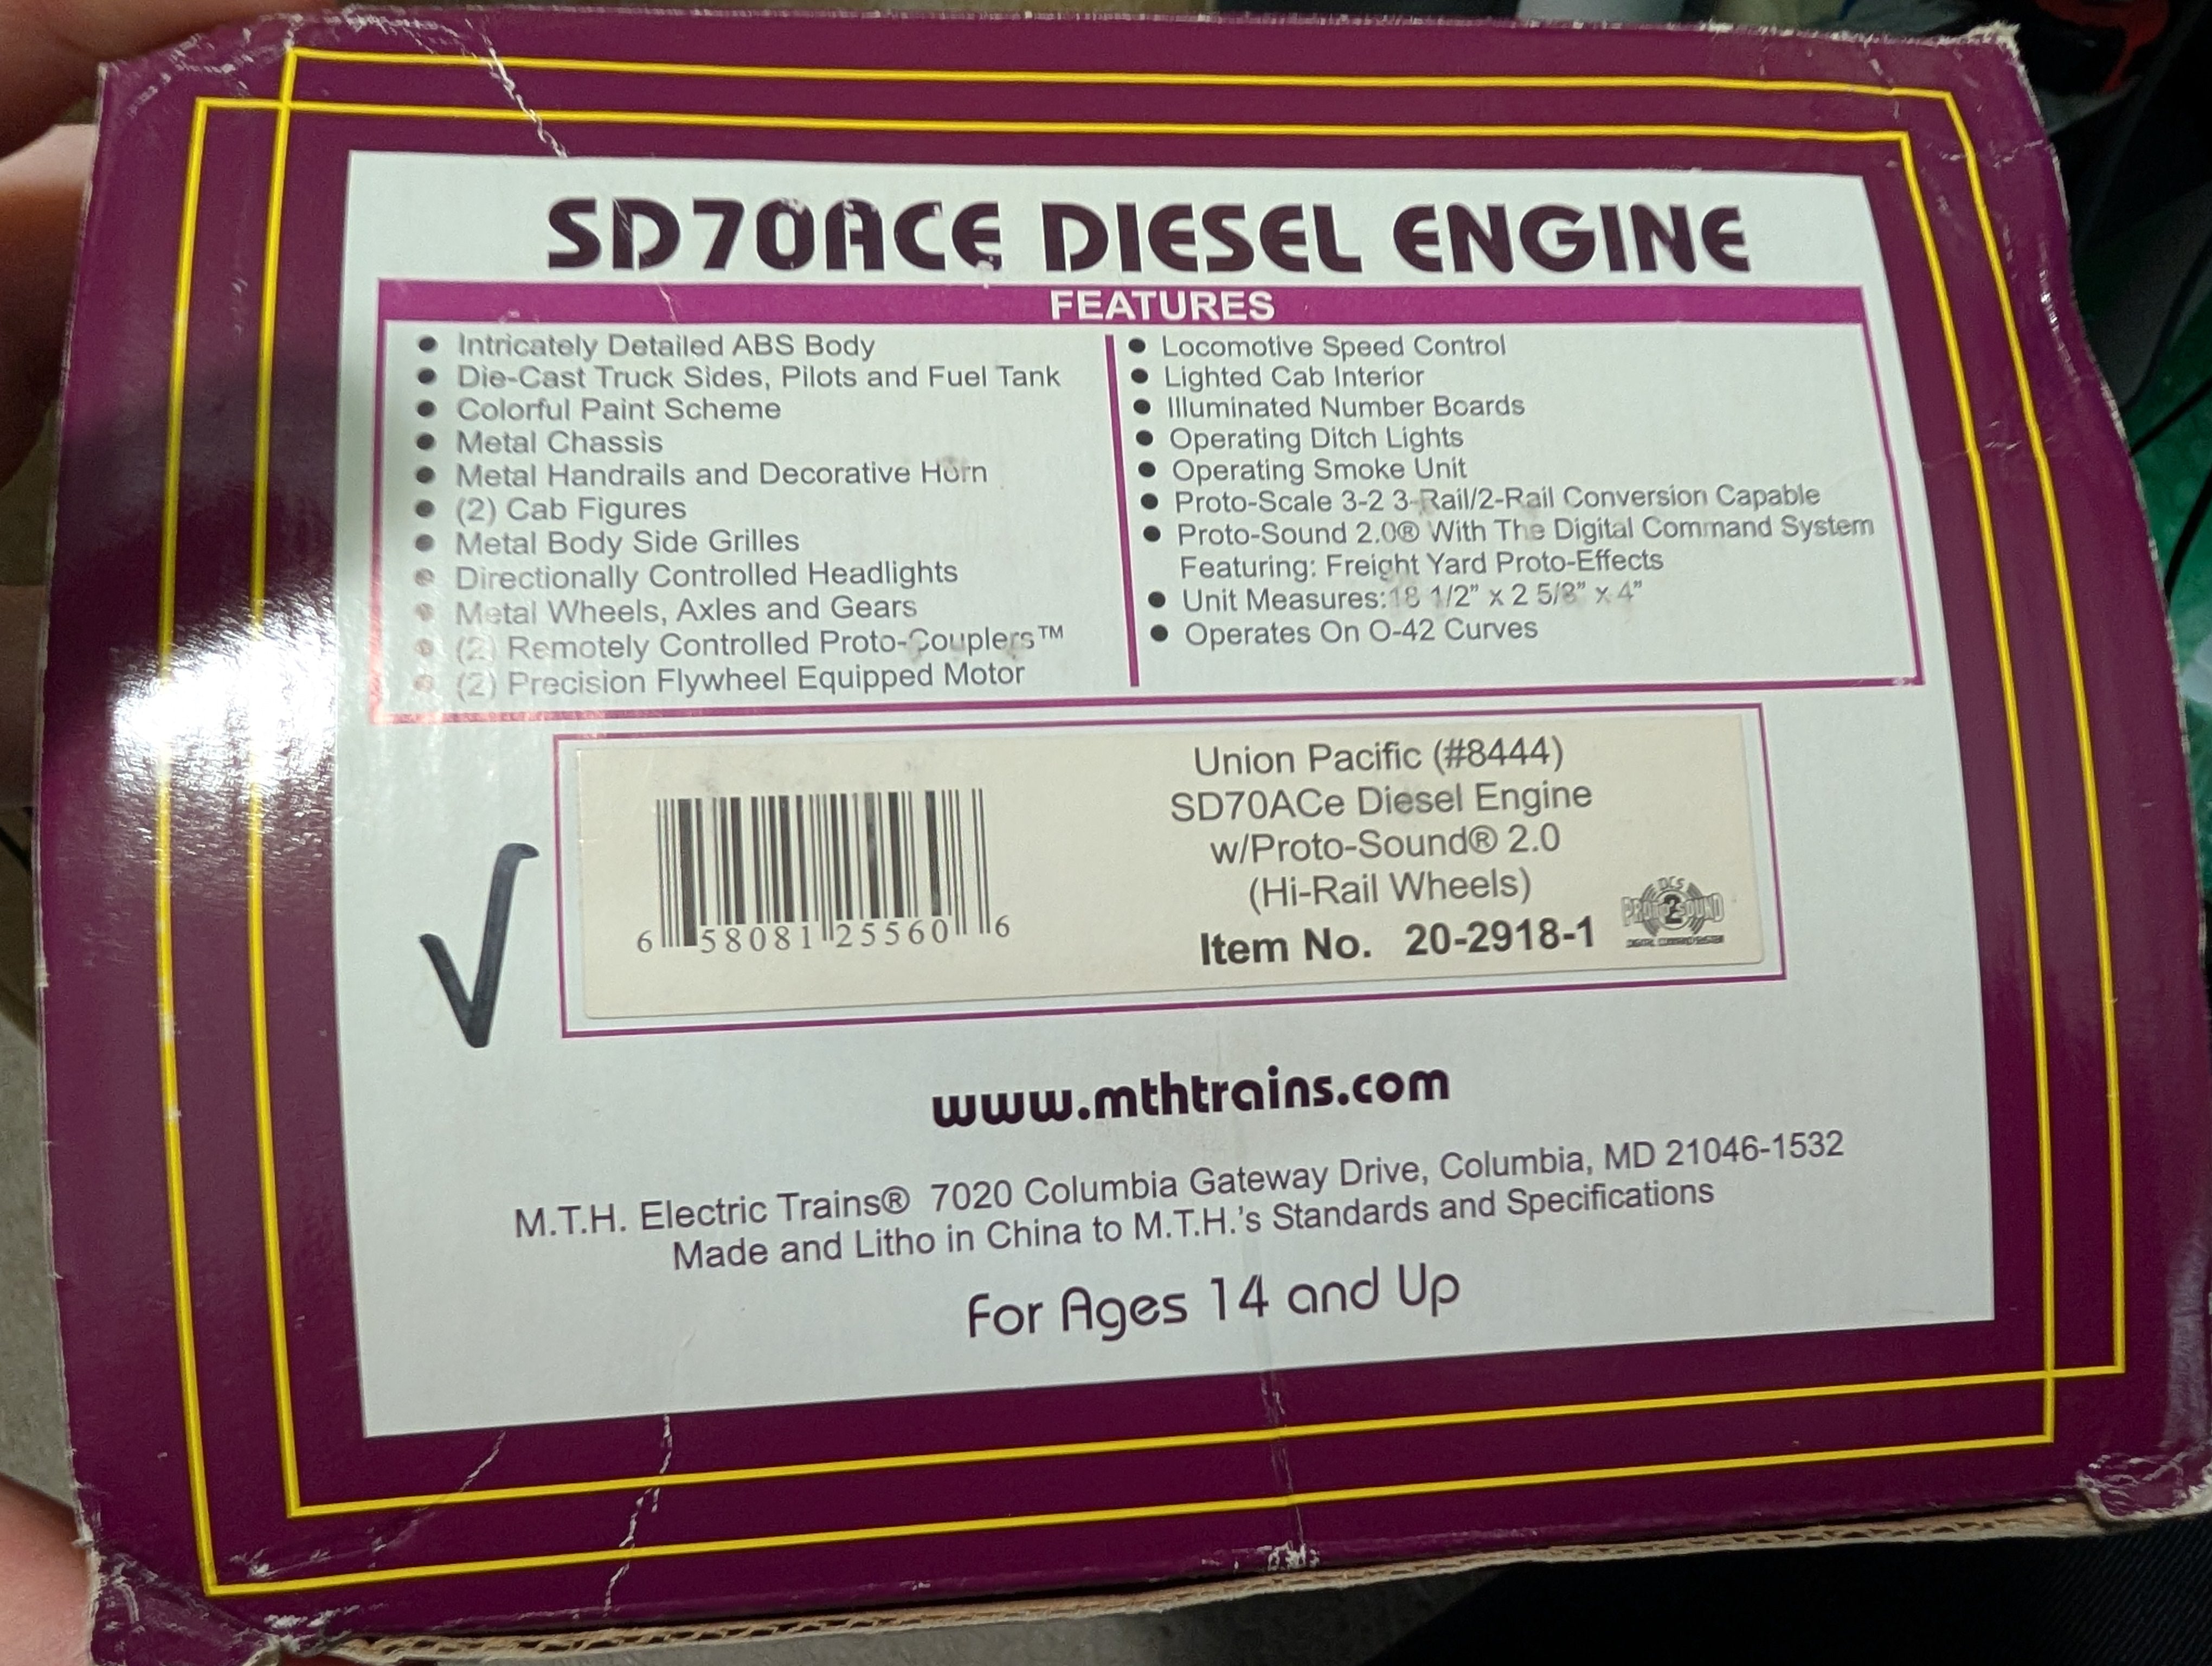 SD70ACE DIESEL ENGINE
FEATURES
Intricately Detailed ABS Body
Die-Cast Truck Sides, Pilots and Fuel Tank
Colorful Paint Scheme
Metal Chassis
Metal Handrails and Decorative Horn
(2) Cab Figures
Metal Body Side Grilles
Directionally Controlled Headlights
Metal Wheels, Axles and Gears
(2) Remotely Controlled Proto-Couplers™
(2) Precision Flywheel Equipped Motor
Locomotive Speed Control
Lighted Cab Interior
Illuminated Number Boards
Operating Ditch Lights
Operating Smoke Unit
Proto-Scale 3-2 3-Rail/2-Rail Conversion Capable
Proto-Sound 2.0® With The Digital Command System
Featuring: Freight Yard Proto-Effects
Unit Measures:18 1/2” x 2 5/8” x 4”
Operates On O-42 Curves
Union Pacific (#8444)
SD70ACe Diesel Engine
w/Proto-Sound® 2.0
(Hi-Rail Wheels)
Item No. 20-2918-1
6 58081 25560 6
DCS
PROTO SOUND
2
www.mthtrains.com
M.T.H. Electric Trains® 7020 Columbia Gateway Drive, Columbia, MD 21046-1532
Made and Litho in China to M.T.H.'s Standards and Specifications
For Ages 14 and Up